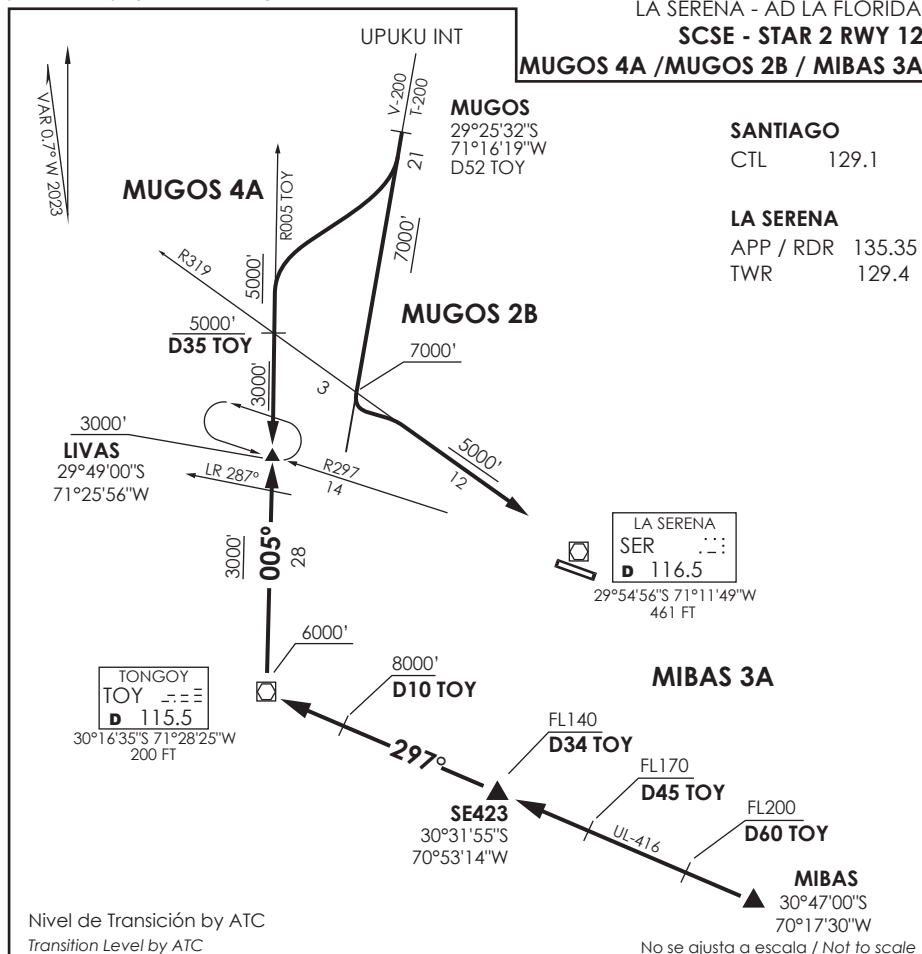 LA SERENA - AD LA FLORIDA
SCSE - STAR 2 RWY 12
MUGOS 4A /MUGOS 2B / MIBAS 3A
UPUKU INT
VAR 0.7° W 2023
V-200
T-200
MUGOS
29°25'32"S
71°16'19"W
D52 TOY
21
SANTIAGO
CTL 129.1
LA SERENA
APP / RDR 135.35
TWR 129.4
MUGOS 4A
R005 TOY
R319
5000'
7000'
MUGOS 2B
5000'
D35 TOY
7000'
3
3000'
3000'
LIVAS
29°49'00"S
71°25'56"W
LR 287°
R297
14
5000'
12
LA SERENA
SER
D 116.5
29°54'56"S 71°11'49"W
461 FT
3000'
005°
28
6000'
TONGOY
TOY
D 115.5
30°16'35"S 71°28'25"W
200 FT
8000'
D10 TOY
MIBAS 3A
297°
FL140
D34 TOY
SE423
30°31'55"S
70°53'14"W
FL170
D45 TOY
UL-416
FL200
D60 TOY
MIBAS
30°47'00"S
70°17'30"W
Nivel de Transición by ATC
Transition Level by ATC
No se ajusta a escala / Not to scale